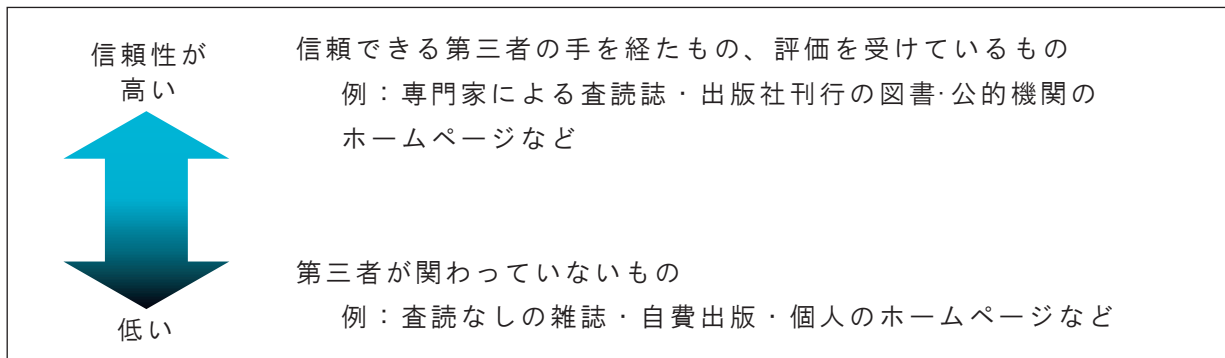 信頼性が
高い
低い
信頼できる第三者の手を経たもの、評価を受けているもの
例：専門家による査読誌・出版社刊行の図書・公的機関の
ホームページなど
第三者が関わっていないもの
例：査読なしの雑誌・自費出版・個人のホームページなど